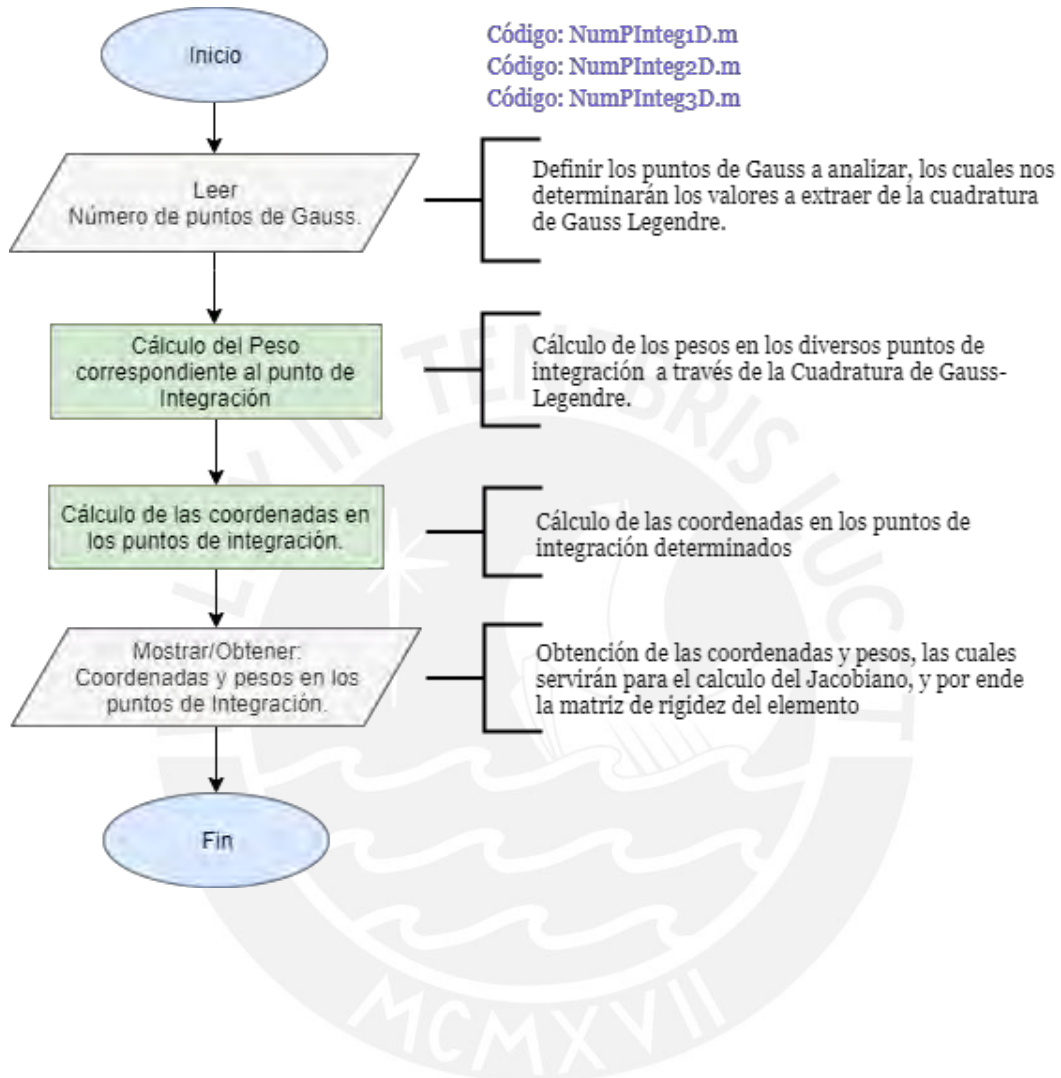 Inicio
Código: NumPInteg1D.m
Código: NumPInteg2D.m
Código: NumPInteg3D.m
Leer
Número de puntos de Gauss.
Definir los puntos de Gauss a analizar, los cuales nos
determinarán los valores a extraer de la cuadratura
de Gauss Legendre.
Cálculo del Peso
correspondiente al punto de
Integración
Cálculo de los pesos en los diversos puntos de
integración a través de la Cuadratura de Gauss-
Legendre.
Cálculo de las coordenadas en
los puntos de integración.
Cálculo de las coordenadas en los puntos de
integración determinados
Mostrar/Obtener:
Coordenadas y pesos en los
puntos de Integración.
Obtención de las coordenadas y pesos, las cuales
servirán para el calculo del Jacobiano, y por ende
la matriz de rigidez del elemento
Fin
TENEBRIS LUCET
MCMXVII